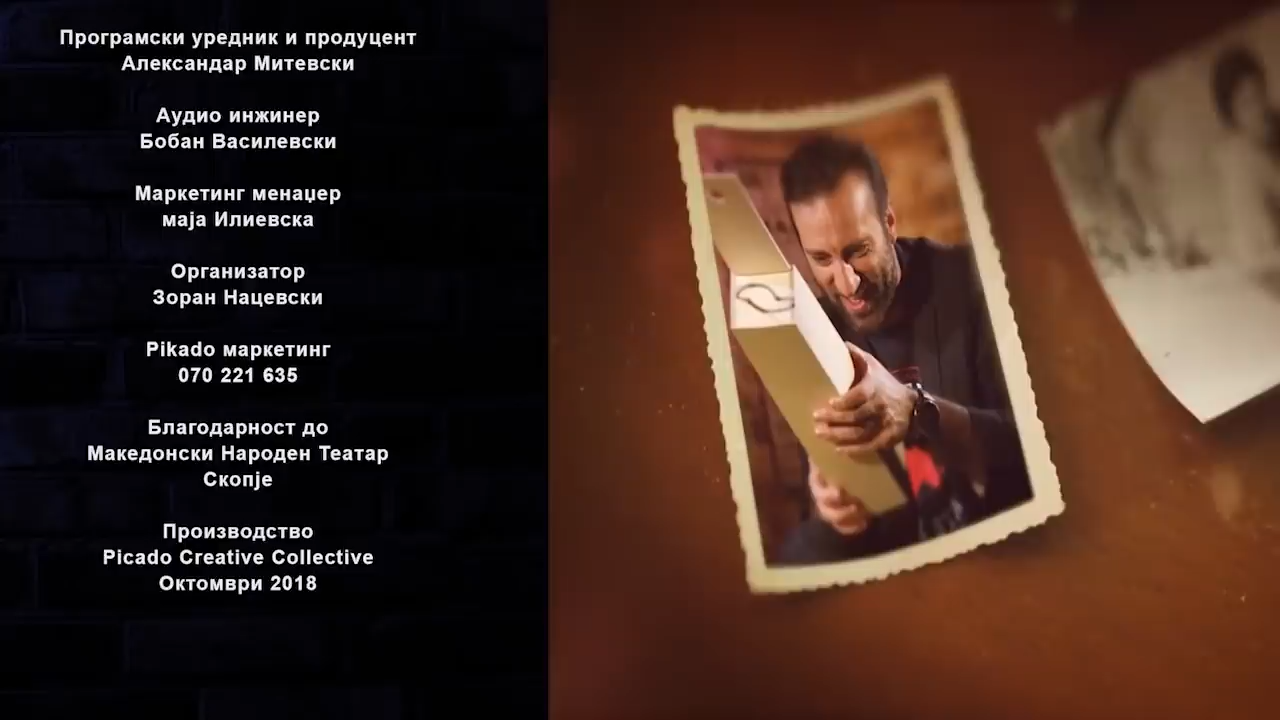 Програмски уредник и продуцент
Александар Митевски
Аудио инжинер
Бобан Василевски
Маркетинг менаџер
маја Илиевска
Организатор
Зоран Нацевски
Pikado маркетинг
070 221 635
Благодарност до
Македонски Народен Театар
Скопје
Производство
Picado Creative Collective
Октомври 2018